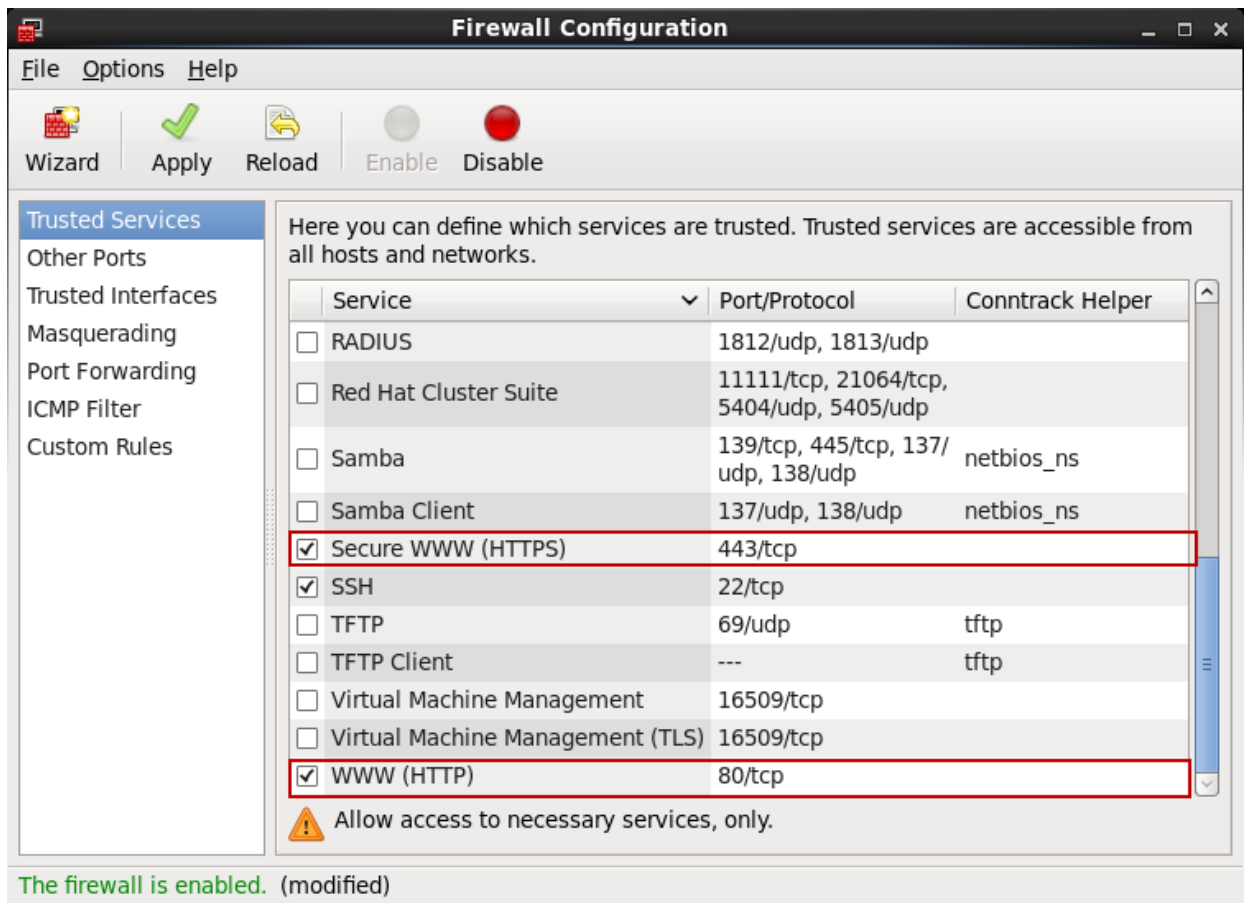 Firewall Configuration
File Options Help
Wizard Apply Reload Enable Disable
Trusted Services
Other Ports
Trusted Interfaces
Masquerading
Port Forwarding
ICMP Filter
Custom Rules
Here you can define which services are trusted. Trusted services are accessible from
all hosts and networks.
Service Port/Protocol Conntrack Helper
RADIUS 1812/udp, 1813/udp
Red Hat Cluster Suite 11111/tcp, 21064/tcp,
5404/udp, 5405/udp
Samba 139/tcp, 445/tcp, 137/
udp, 138/udp netbios_ns
Samba Client 137/udp, 138/udp netbios_ns
Secure WWW (HTTPS) 443/tcp
SSH 22/tcp
TFTP 69/udp tftp
TFTP Client --- tftp
Virtual Machine Management 16509/tcp
Virtual Machine Management (TLS) 16509/tcp
WWW (HTTP) 80/tcp
Allow access to necessary services, only.
The firewall is enabled. (modified)